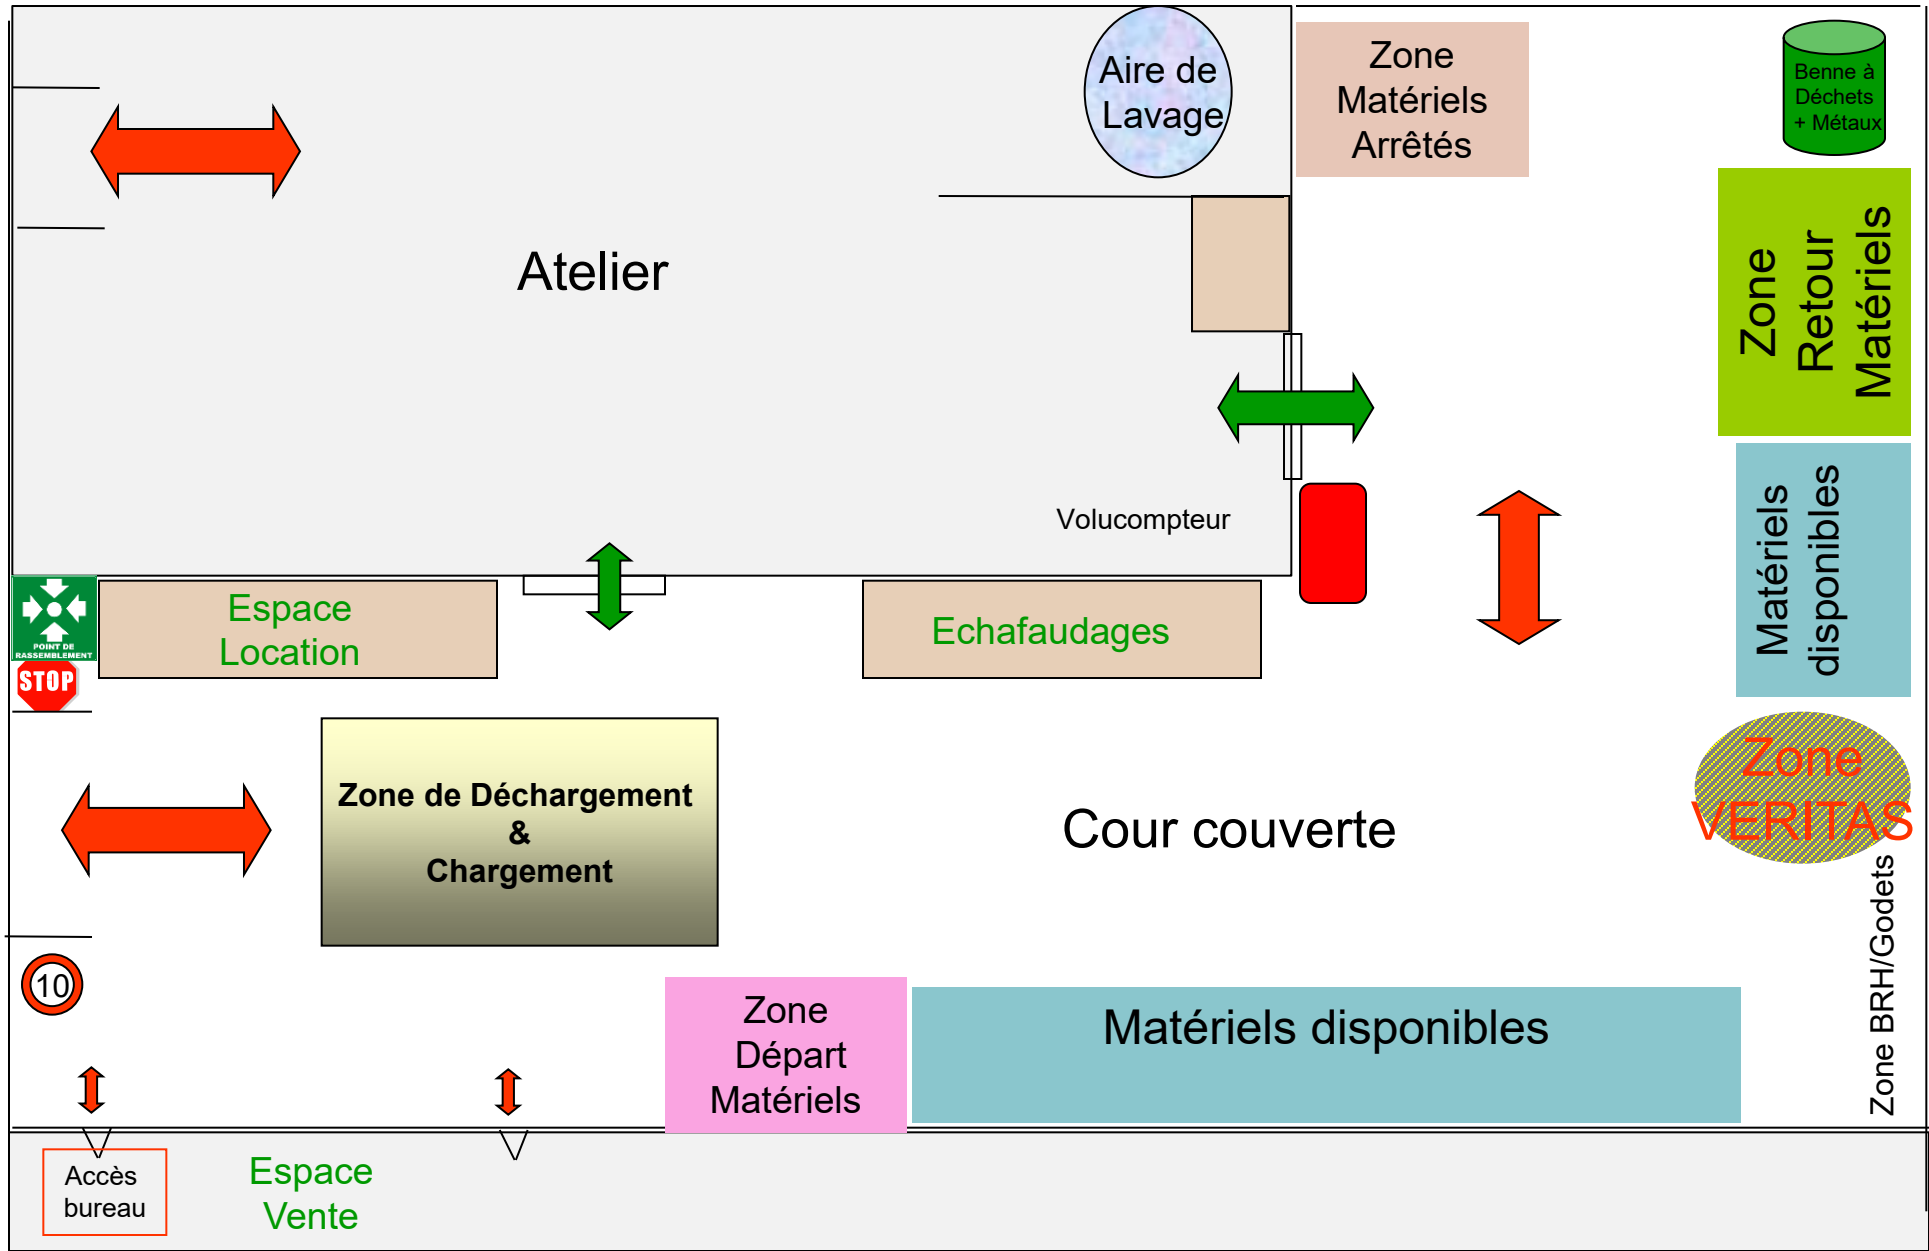 Aire de
Lavage
Zone
Matériels
Arrêtés
Benne à
Déchets
+ Métaux
Zone
Retour
Matériels
Atelier
Volucompteur
Matériels
disponibles
POINT DE
RASSEMBLEMENT
STOP
Espace
Location
Echafaudages
Zone de Déchargement
&
Chargement
Cour couverte
Zone
VERITAS
Zone BRH/Godets
10
Zone
Départ
Matériels
Matériels disponibles
Accès
bureau
Espace
Vente